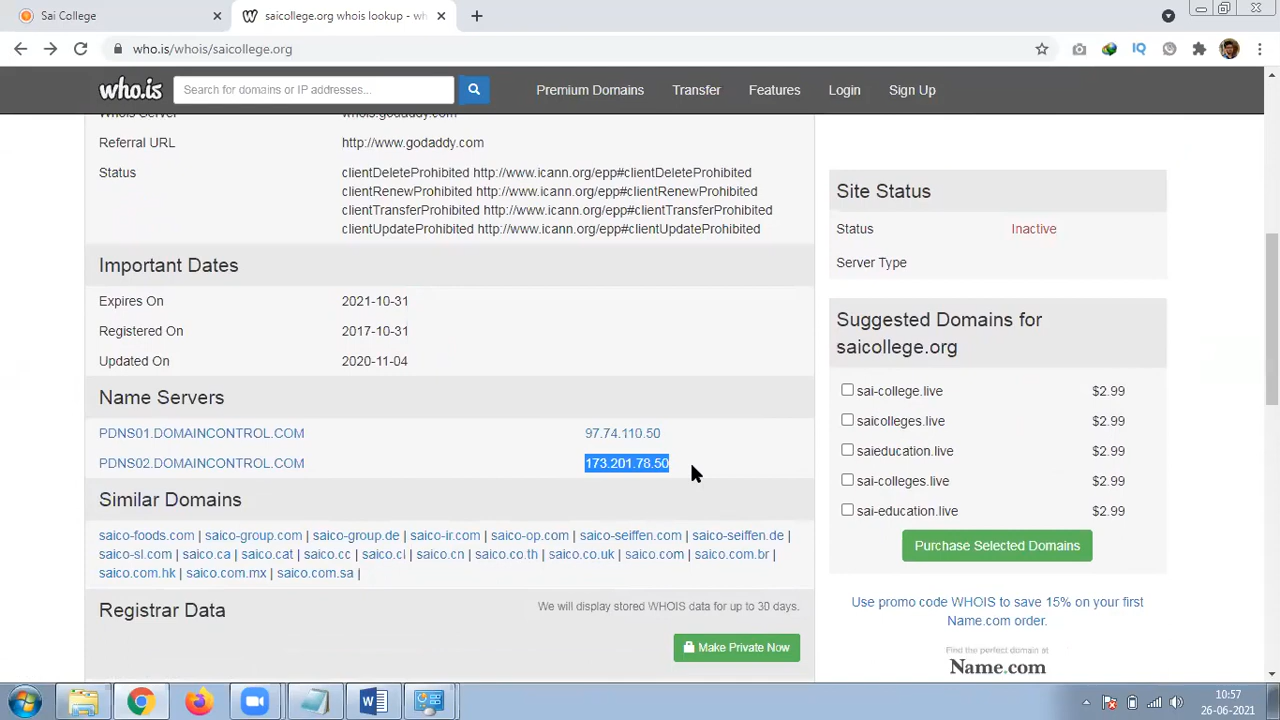 Sai College
saicollege.org whois lookup - wh
who.is/whois/saicollege.org
IQ
who.is
Search for domains or IP addresses...
Premium Domains
Transfer
Features
Login
Sign Up
Whois Server whois.godaddy.com
Referral URL http://www.godaddy.com
Status clientDeleteProhibited http://www.icann.org/epp#clientDeleteProhibited
clientRenewProhibited http://www.icann.org/epp#clientRenewProhibited
clientTransferProhibited http://www.icann.org/epp#clientTransferProhibited
clientUpdateProhibited http://www.icann.org/epp#clientUpdateProhibited
Important Dates
Expires On 2021-10-31
Registered On 2017-10-31
Updated On 2020-11-04
Name Servers
PDNS01.DOMAINCONTROL.COM 97.74.110.50
PDNS02.DOMAINCONTROL.COM 173.201.78.50
Similar Domains
saico-foods.com | saico-group.com | saico-group.de | saico-ir.com | saico-op.com | saico-seiffen.com | saico-seiffen.de |
saico-sl.com | saico.ca | saico.cat | saico.cc | saico.cl | saico.cn | saico.co.th | saico.co.uk | saico.com | saico.com.br |
saico.com.hk | saico.com.mx | saico.com.sa |
Registrar Data
We will display stored WHOIS data for up to 30 days.
Make Private Now
Site Status
Status Inactive
Server Type
Suggested Domains for
saicollege.org
sai-college.live $2.99
saicolleges.live $2.99
saieducation.live $2.99
sai-colleges.live $2.99
sai-education.live $2.99
Purchase Selected Domains
Use promo code WHOIS to save 15% on your first
Name.com order.
Find the perfect domain at
Name.com
10:57
26-06-2021